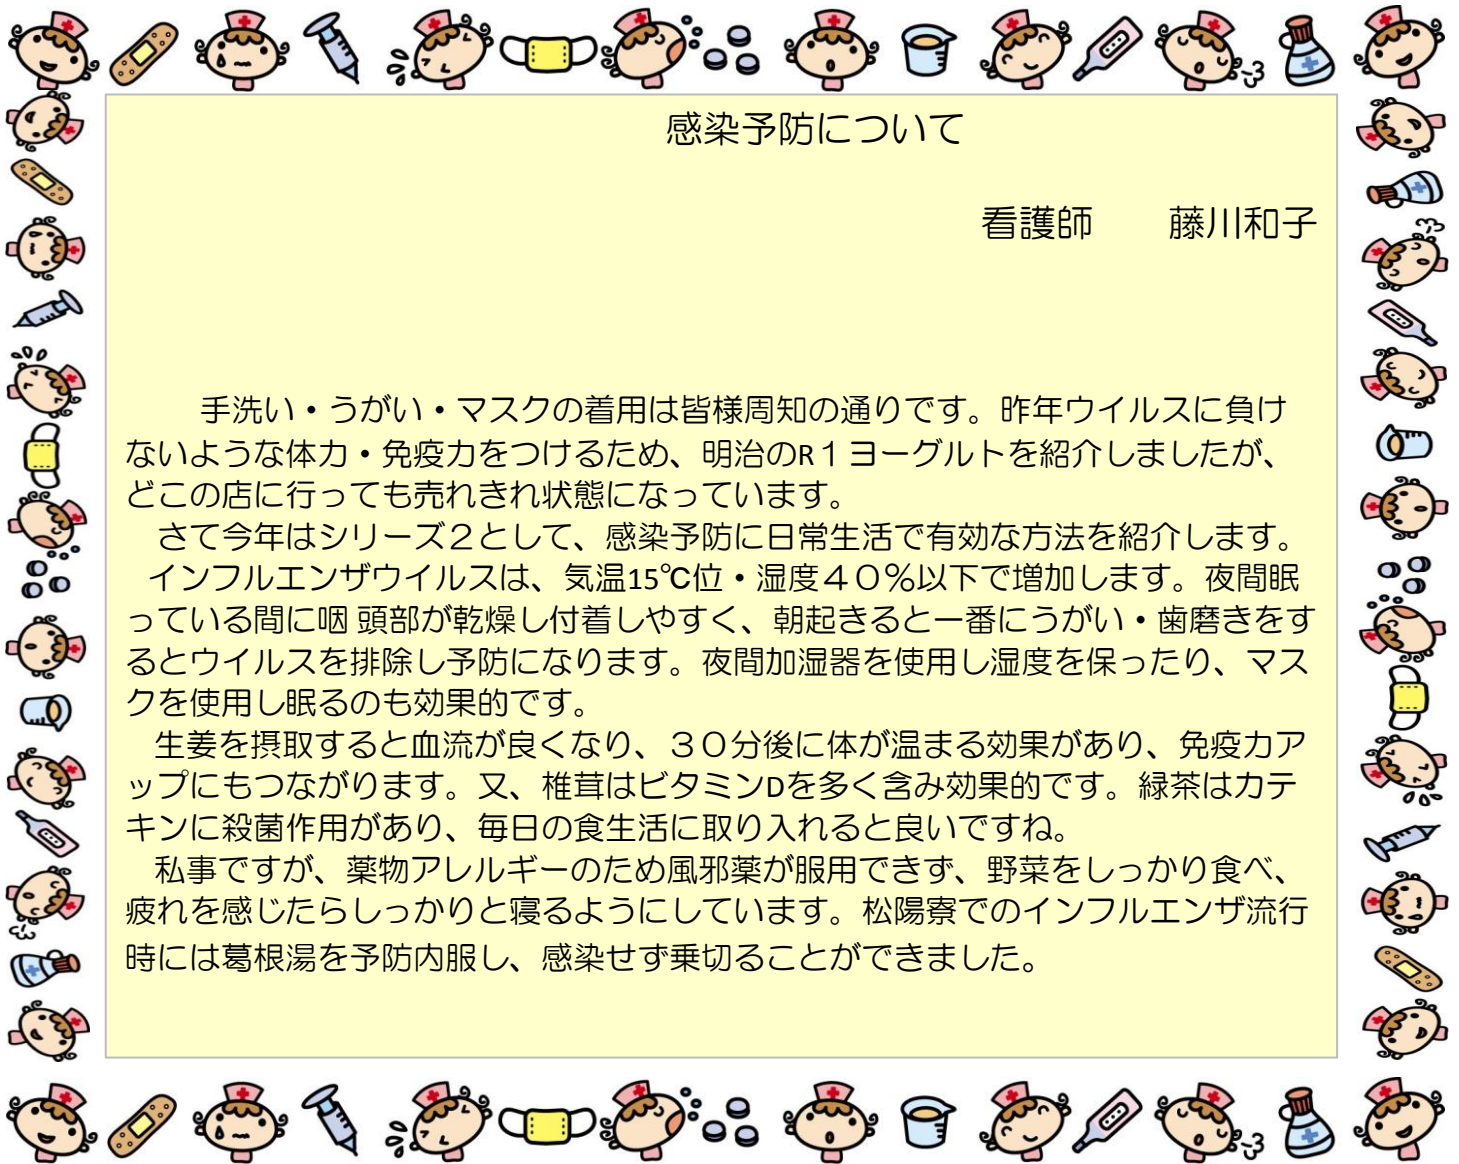 感染予防について
看護師　　藤川和子
手洗い・うがい・マスクの着用は皆様周知の通りです。昨年ウイルスに負け
ないような体力・免疫力をつけるため、明治のR１ヨーグルトを紹介しましたが、
どこの店に行っても売れきれ状態になっています。
さて今年はシリーズ２として、感染予防に日常生活で有効な方法を紹介します。
インフルエンザウイルスは、気温15℃位・湿度４０％以下で増加します。夜間眠
っている間に咽 頭部が乾燥し付着しやすく、朝起きると一番にうがい・歯磨きをす
るとウイルスを排除し予防になります。夜間加湿器を使用し湿度を保ったり、マス
クを使用し眠るのも効果的です。
生姜を摂取すると血流が良くなり、３０分後に体が温まる効果があり、免疫力ア
ップにもつながります。又、椎茸はビタミンDを多く含み効果的です。緑茶はカテ
キンに殺菌作用があり、毎日の食生活に取り入れると良いですね。
私事ですが、薬物アレルギーのため風邪薬が服用できず、野菜をしっかり食べ、
疲れを感じたらしっかりと寝るようにしています。松陽寮でのインフルエンザ流行
時には葛根湯を予防内服し、感染せず乗切ることができました。